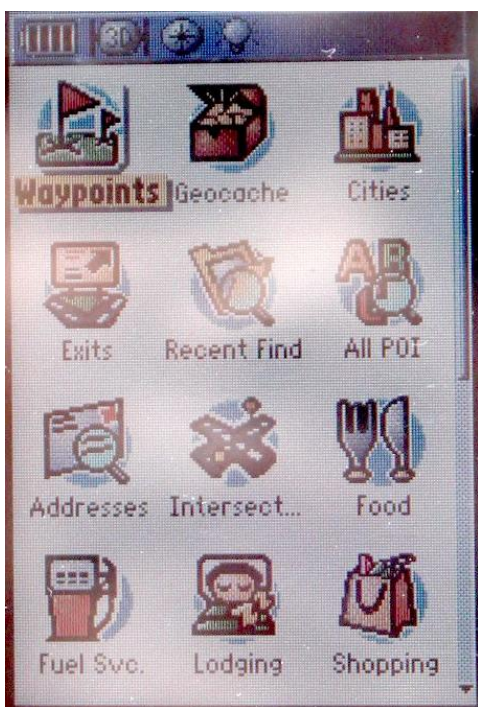 3D
Waypoints Geocache Cities
Exits Recent Find All POI
Addresses Intersect... Food
Fuel Svc. Lodging Shopping